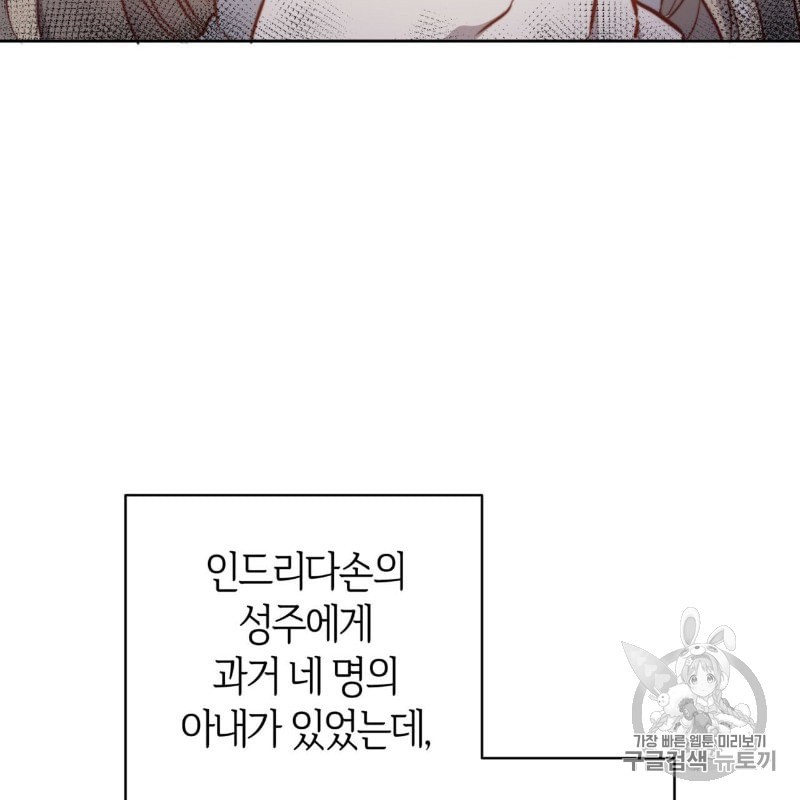 인드리다손의
성주에게
과거 네 명의
아내가 있었는데,
가장 빠른 웹툰 미리보기
구글검색 뉴토끼